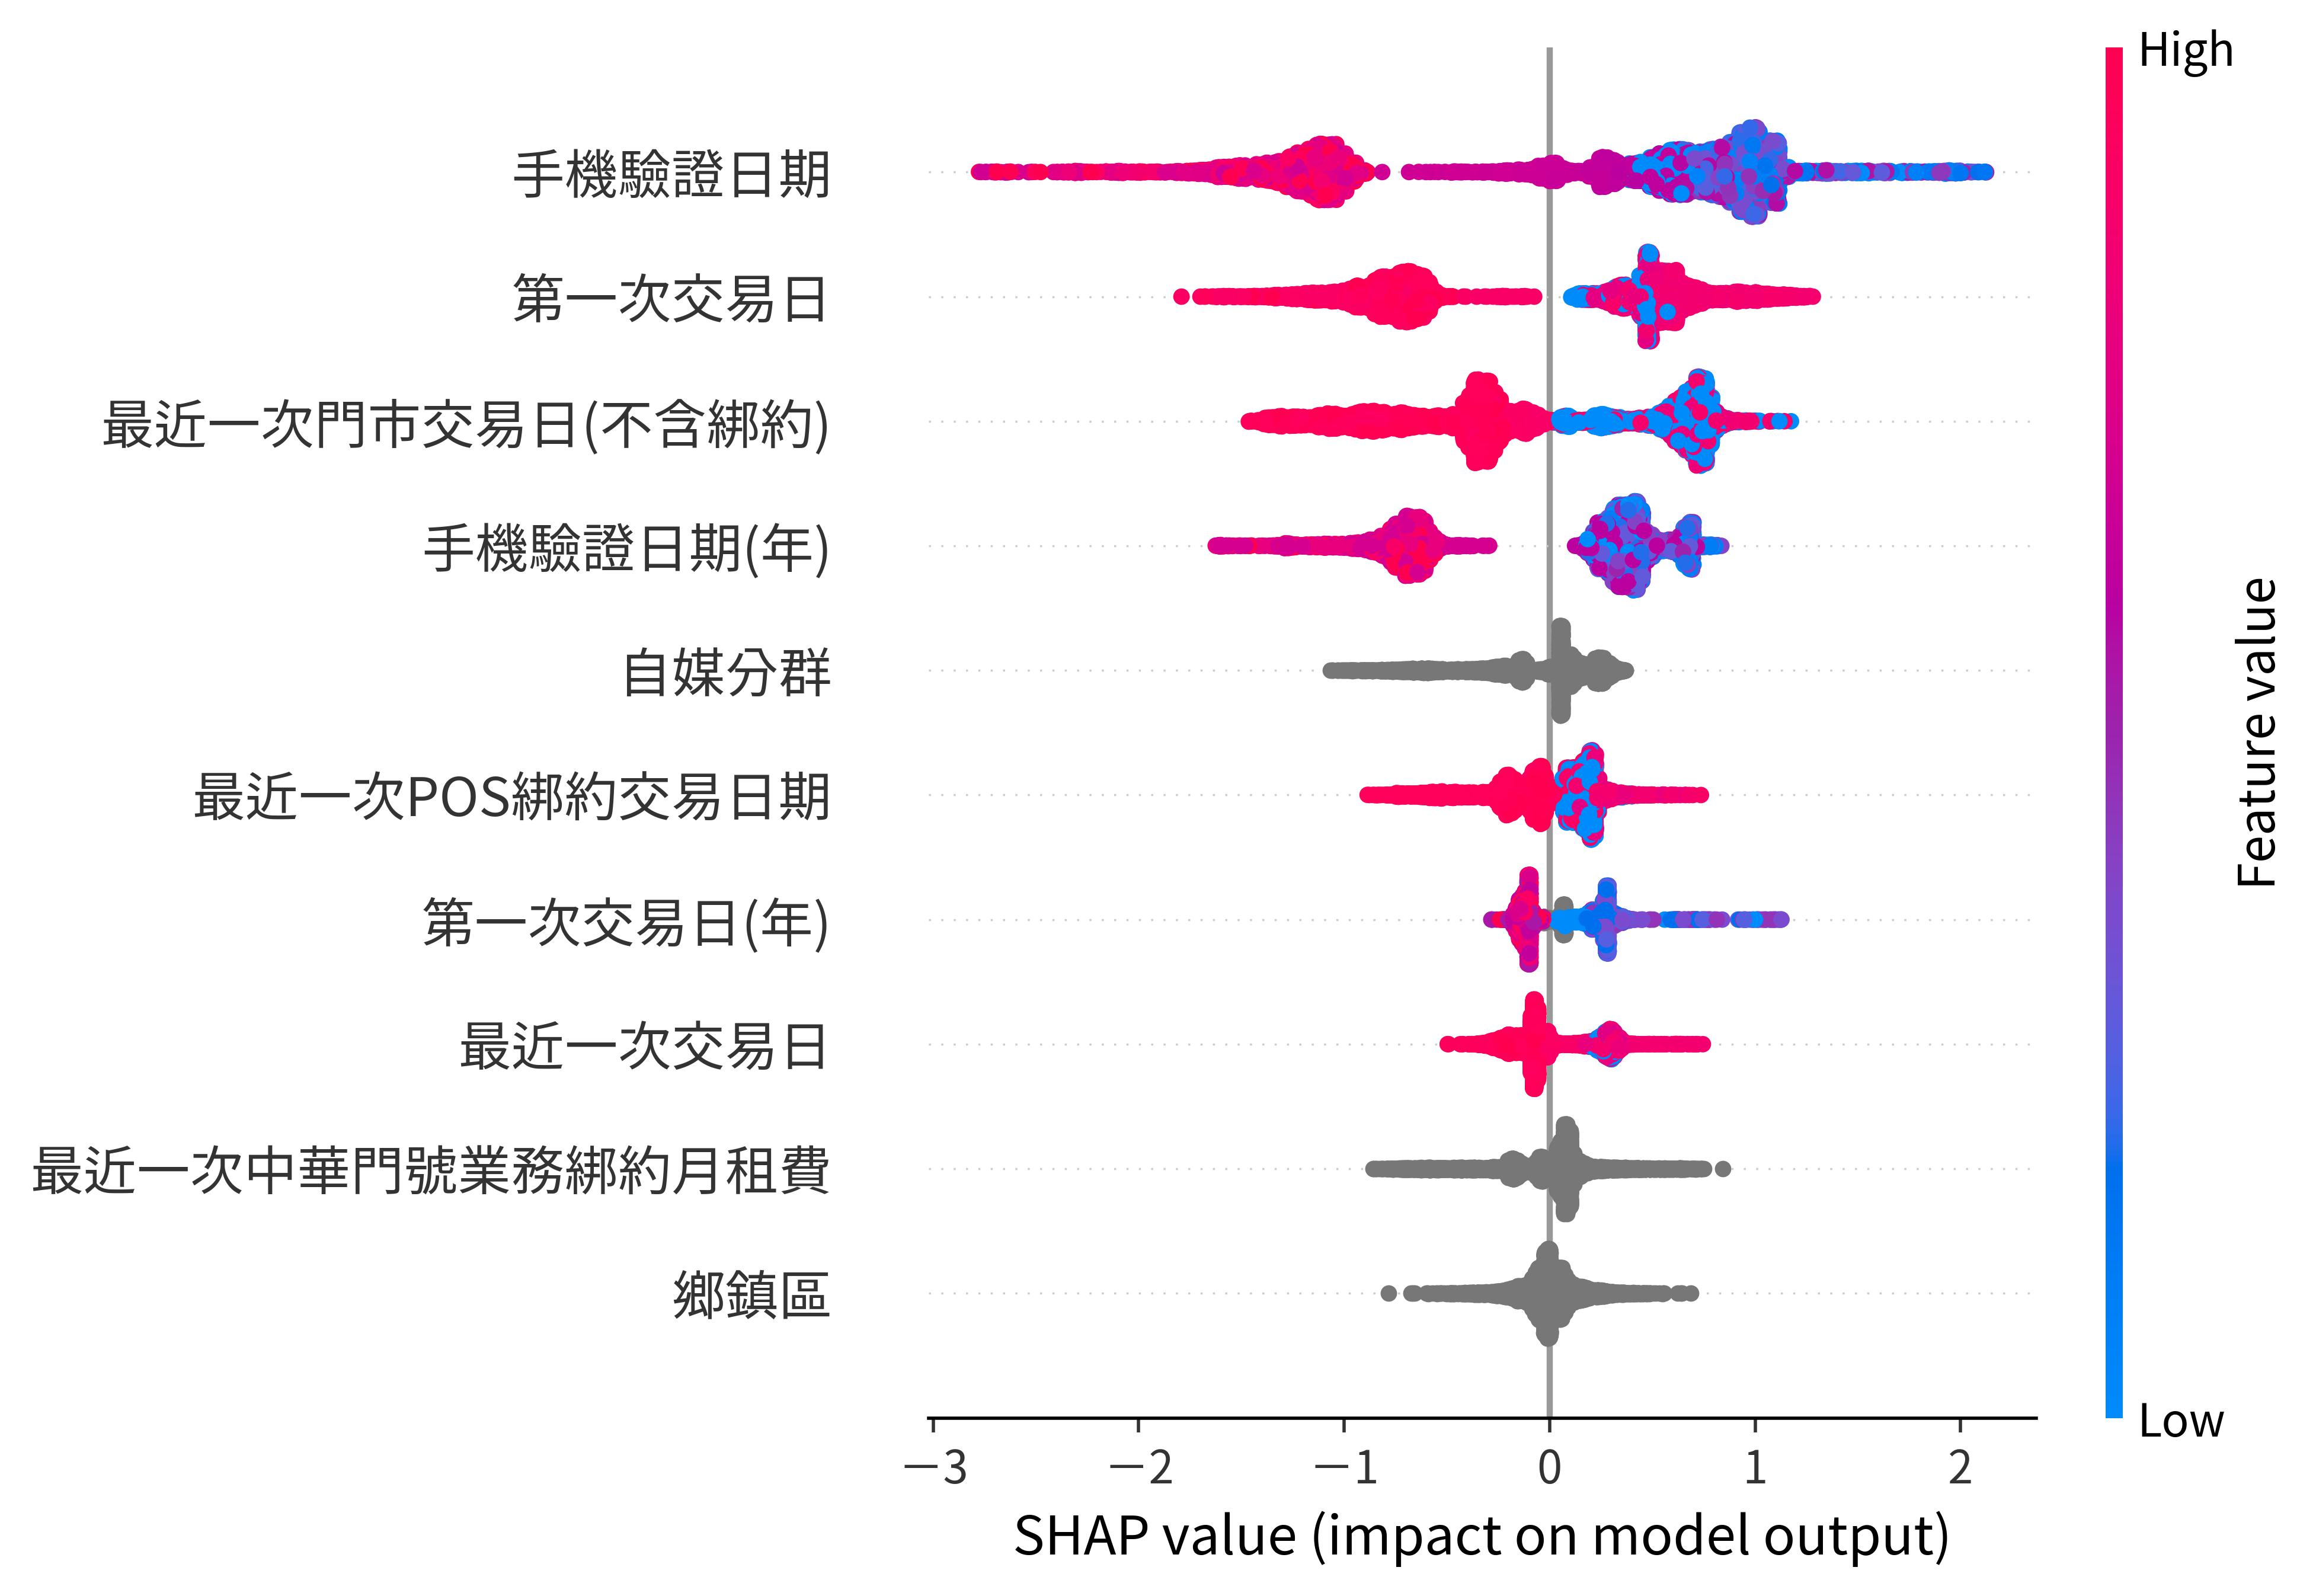 High
手機驗證日期
第一次交易日
最近一次門市交易日(不含綁約)
手機驗證日期(年)
自媒分群
最近一次POS綁約交易日期
第一次交易日(年)
最近一次交易日
最近一次中華門號業務綁約月租費
鄉鎮區
Feature value
Low
−3 −2 −1 0 1 2
SHAP value (impact on model output)